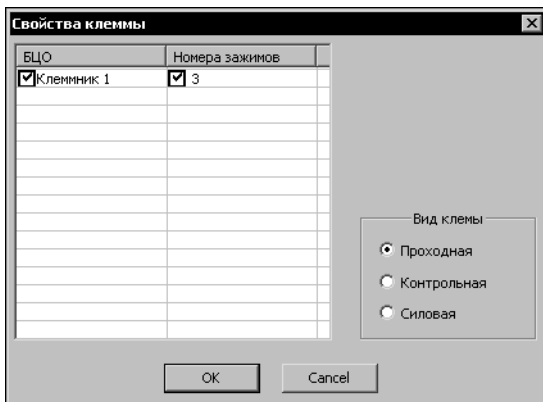 Свойства клеммы
БЦО Номера зажимов
Клеммник 1 3
Вид клемы
Проходная
Контрольная
Силовая
OK Cancel